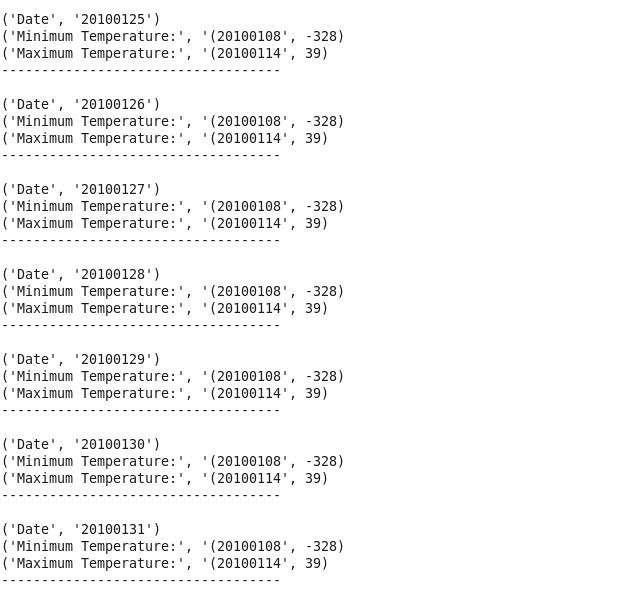 ('Date', '20100125')
('Minimum Temperature:', '(20100108', -328)
('Maximum Temperature:', '(20100114', 39)
-----------------------------------
('Date', '20100126')
('Minimum Temperature:', '(20100108', -328)
('Maximum Temperature:', '(20100114', 39)
-----------------------------------
('Date', '20100127')
('Minimum Temperature:', '(20100108', -328)
('Maximum Temperature:', '(20100114', 39)
-----------------------------------
('Date', '20100128')
('Minimum Temperature:', '(20100108', -328)
('Maximum Temperature:', '(20100114', 39)
-----------------------------------
('Date', '20100129')
('Minimum Temperature:', '(20100108', -328)
('Maximum Temperature:', '(20100114', 39)
-----------------------------------
('Date', '20100130')
('Minimum Temperature:', '(20100108', -328)
('Maximum Temperature:', '(20100114', 39)
-----------------------------------
('Date', '20100131')
('Minimum Temperature:', '(20100108', -328)
('Maximum Temperature:', '(20100114', 39)
-----------------------------------